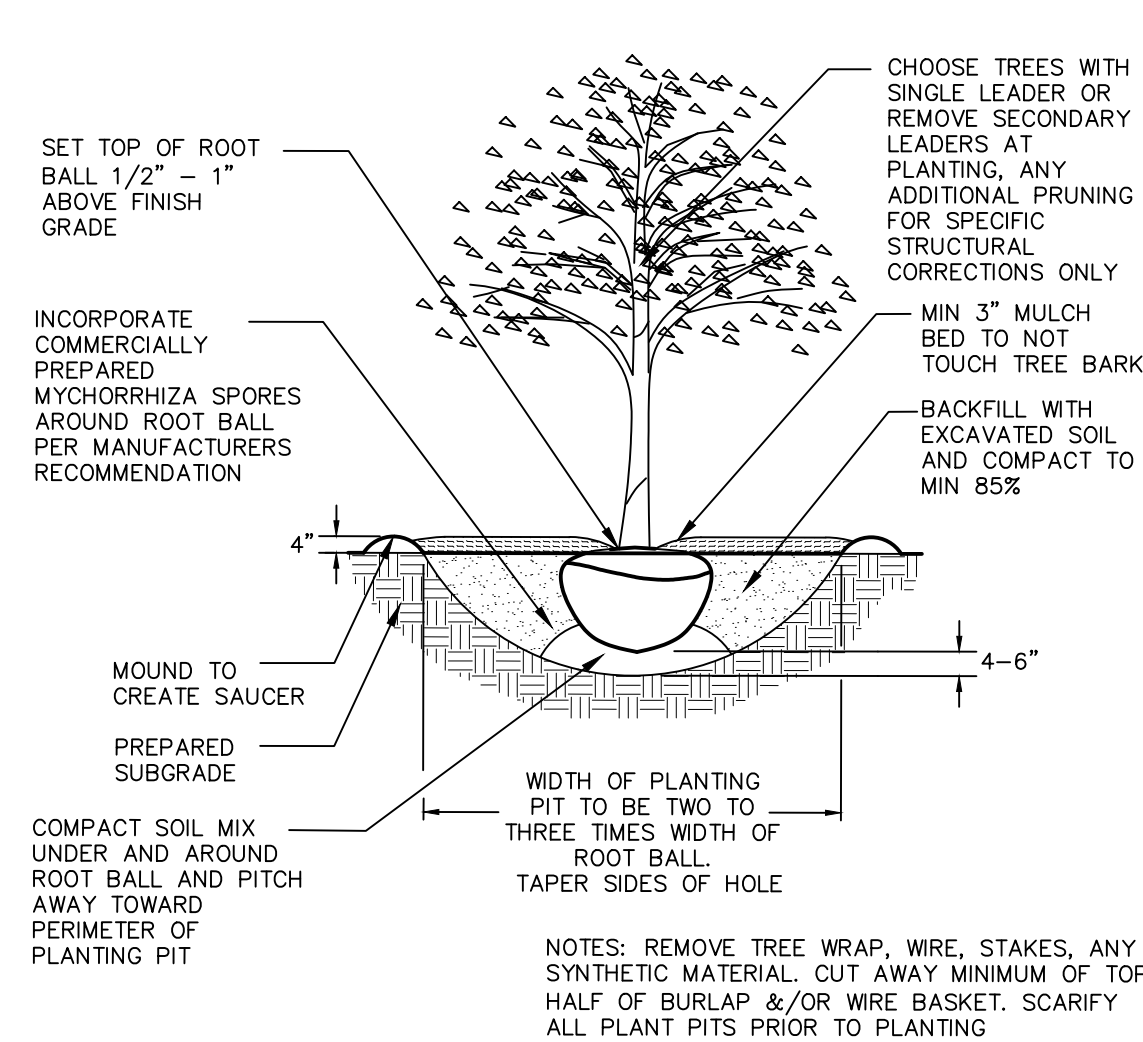 SET TOP OF ROOT
BALL 1/2" – 1"
ABOVE FINISH
GRADE
CHOOSE TREES WITH
SINGLE LEADER OR
REMOVE SECONDARY
LEADERS AT
PLANTING, ANY
ADDITIONAL PRUNING
FOR SPECIFIC
STRUCTURAL
CORRECTIONS ONLY
INCORPORATE
COMMERCIALLY
PREPARED
MYCHORRHIZA SPORES
AROUND ROOT BALL
PER MANUFACTURERS
RECOMMENDATION
MIN 3" MULCH
BED TO NOT
TOUCH TREE BARK
BACKFILL WITH
EXCAVATED SOIL
AND COMPACT TO
MIN 85%
4"
4–6"
MOUND TO
CREATE SAUCER
PREPARED
SUBGRADE
COMPACT SOIL MIX
UNDER AND AROUND
ROOT BALL AND PITCH
AWAY TOWARD
PERIMETER OF
PLANTING PIT
WIDTH OF PLANTING
PIT TO BE TWO TO
THREE TIMES WIDTH OF
ROOT BALL.
TAPER SIDES OF HOLE
NOTES: REMOVE TREE WRAP, WIRE, STAKES, ANY
SYNTHETIC MATERIAL. CUT AWAY MINIMUM OF TOP
HALF OF BURLAP &/OR WIRE BASKET. SCARIFY
ALL PLANT PITS PRIOR TO PLANTING